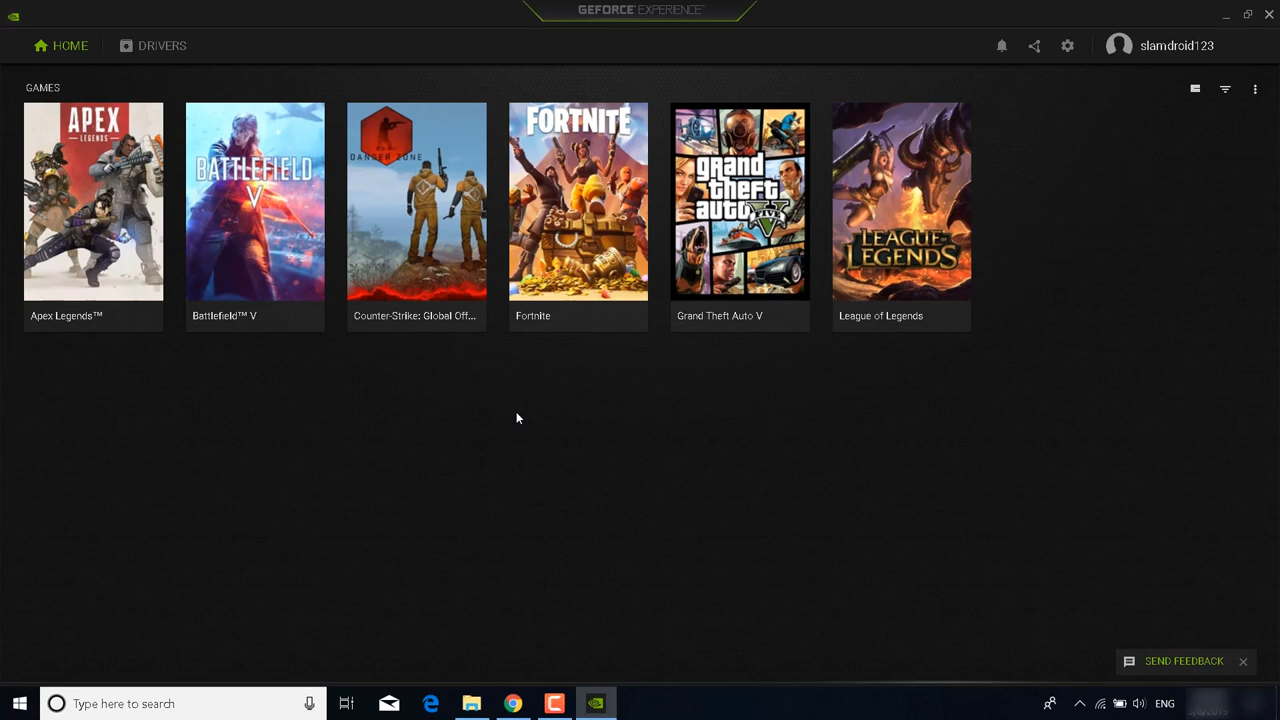 GEFORCE EXPERIENCE
HOME
DRIVERS
slamdroid123
GAMES
APEX
LEGENDS
BATTLEFIELD
V
DANGER ZONE
FORTNITE
grand
theft
auto
FIVE
LEAGUE OF
LEGENDS
Apex Legends™
Battlefield™ V
Counter-Strike: Global Off...
Fortnite
Grand Theft Auto V
League of Legends
SEND FEEDBACK
Type here to search
ENG